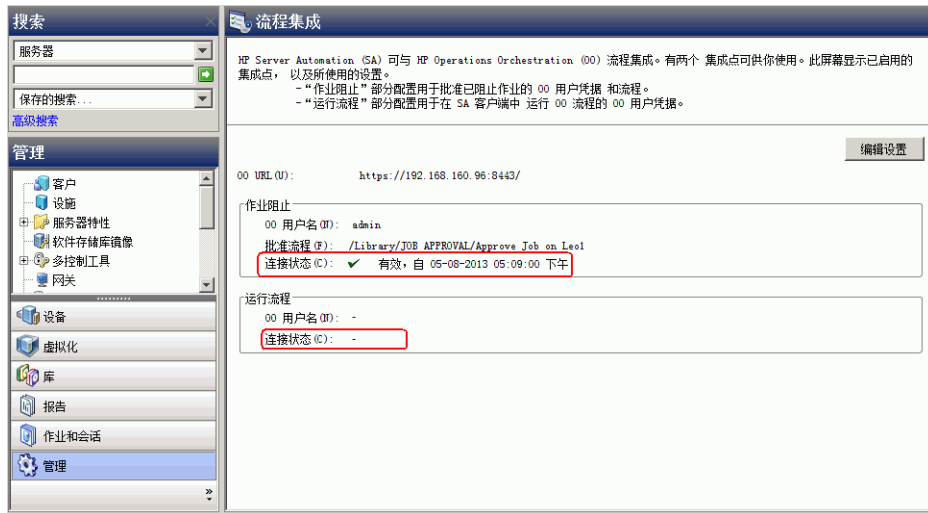 搜索
服务器
保存的搜索...
高级搜索
管理
客户
设施
服务器特性
软件存储库镜像
多控制工具
网关
设备
虚拟化
库
报告
作业和会话
管理
流程集成
HP Server Automation (SA) 可与 HP Operations Orchestration (OO) 流程集成。有两个 集成点可供你使用。此屏幕显示已启用的
集成点， 以及所使用的设置。
-“作业阻止”部分配置用于批准已阻止作业的 OO 用户凭据 和流程。
-“运行流程”部分配置用于在 SA 客户端中 运行 OO 流程的 OO 用户凭据。
编辑设置
OO URL(U): https://192.168.160.96:8443/
作业阻止
OO 用户名(N): admin
批准流程(F): /Library/JOB APPROVAL/Approve Job on Leo1
连接状态(C): ✔ 有效，自 05-08-2013 05:09:00 下午
运行流程
OO 用户名(N): -
连接状态(C): -